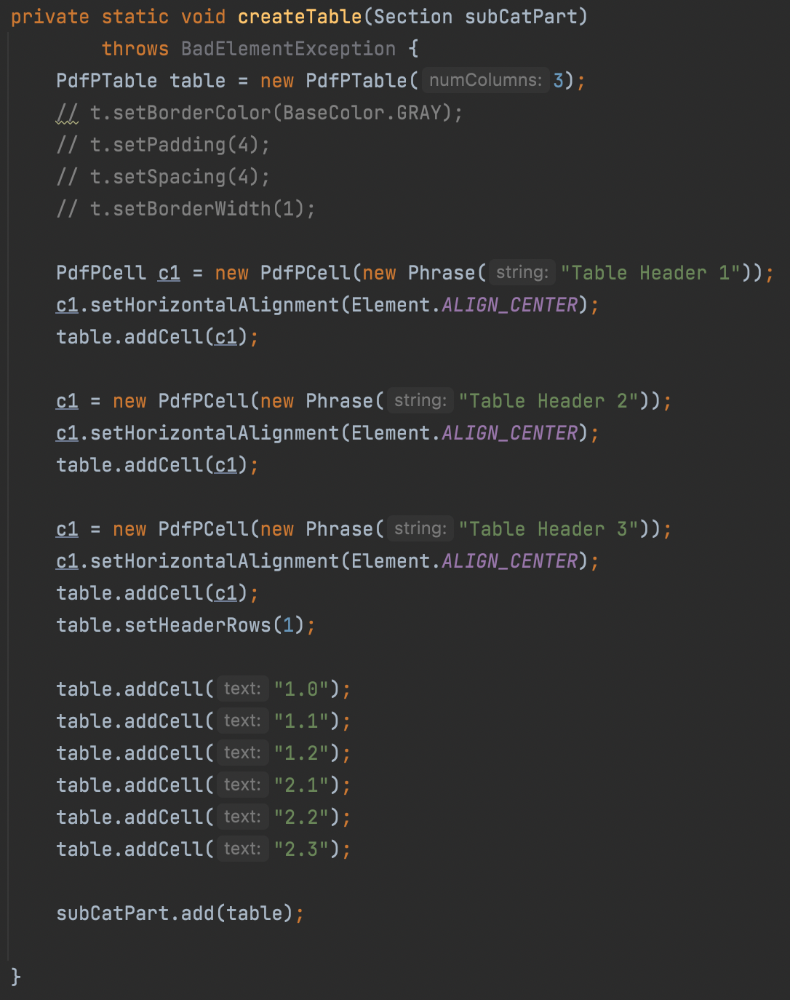 private static void createTable(Section subCatPart)
        throws BadElementException {
    PdfPTable table = new PdfPTable( numColumns: 3);
    // t.setBorderColor(BaseColor.GRAY);
    // t.setPadding(4);
    // t.setSpacing(4);
    // t.setBorderWidth(1);

    PdfPCell c1 = new PdfPCell(new Phrase( string: "Table Header 1"));
    c1.setHorizontalAlignment(Element.ALIGN_CENTER);
    table.addCell(c1);

    c1 = new PdfPCell(new Phrase( string: "Table Header 2"));
    c1.setHorizontalAlignment(Element.ALIGN_CENTER);
    table.addCell(c1);

    c1 = new PdfPCell(new Phrase( string: "Table Header 3"));
    c1.setHorizontalAlignment(Element.ALIGN_CENTER);
    table.addCell(c1);
    table.setHeaderRows(1);

    table.addCell( text: "1.0");
    table.addCell( text: "1.1");
    table.addCell( text: "1.2");
    table.addCell( text: "2.1");
    table.addCell( text: "2.2");
    table.addCell( text: "2.3");

    subCatPart.add(table);

}